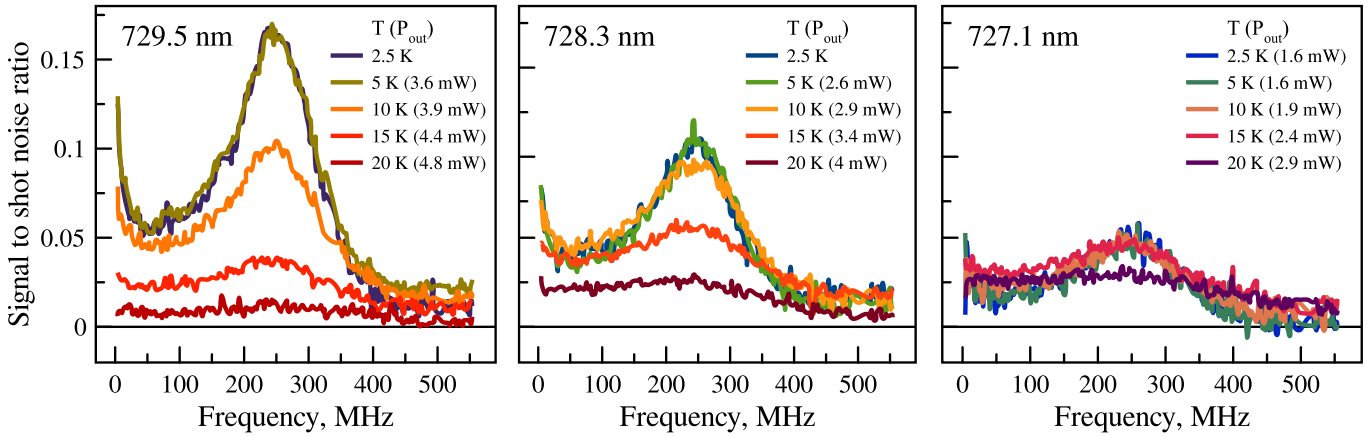 Signal to shot noise ratio
0.15
0.1
0.05
0
729.5 nm
T (Pout)
2.5 K
5 K (3.6 mW)
10 K (3.9 mW)
15 K (4.4 mW)
20 K (4.8 mW)
0 100 200 300 400 500
Frequency, MHz
728.3 nm
T (Pout)
2.5 K
5 K (2.6 mW)
10 K (2.9 mW)
15 K (3.4 mW)
20 K (4 mW)
0 100 200 300 400 500
Frequency, MHz
727.1 nm
T (Pout)
2.5 K (1.6 mW)
5 K (1.6 mW)
10 K (1.9 mW)
15 K (2.4 mW)
20 K (2.9 mW)
0 100 200 300 400 500
Frequency, MHz